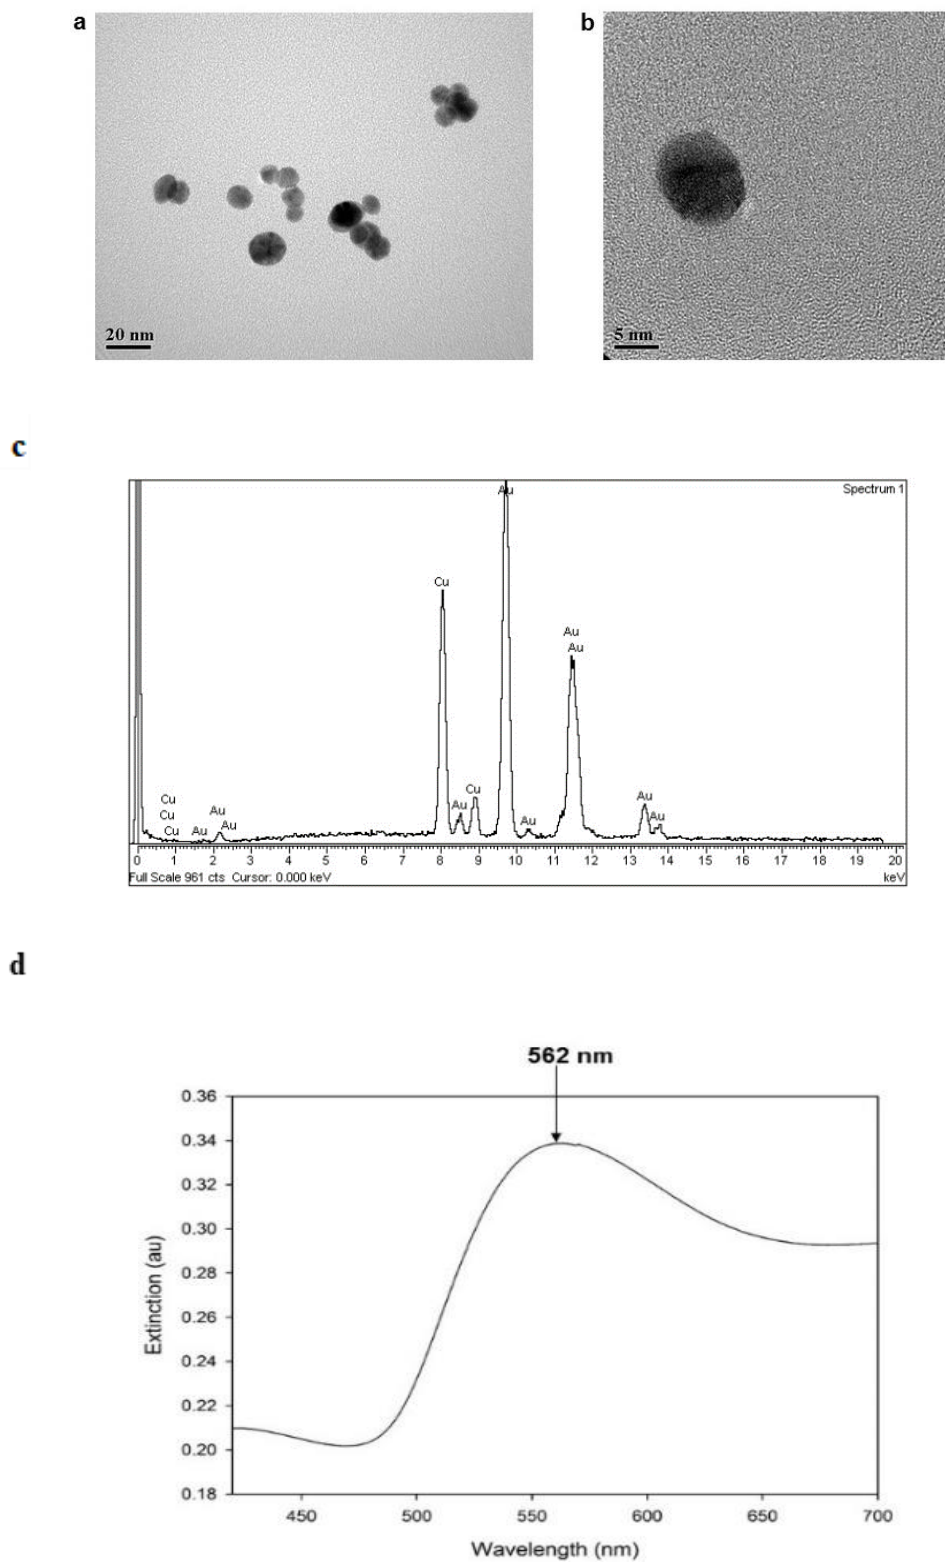 a
b
20 nm
5 nm
c
Spectrum 1
Au
Cu
Au
Au
Cu
Cu
Cu
Au
Au
Au
Au
Cu
Au
Au
Au
0 1 2 3 4 5 6 7 8 9 10 11 12 13 14 15 16 17 18 19 20
Full Scale 961 cts Cursor: 0.000 keV
keV
d
562 nm
0.36
0.34
0.32
0.30
0.28
0.26
0.24
0.22
0.20
0.18
Extinction (au)
450 500 550 600 650 700
Wavelength (nm)